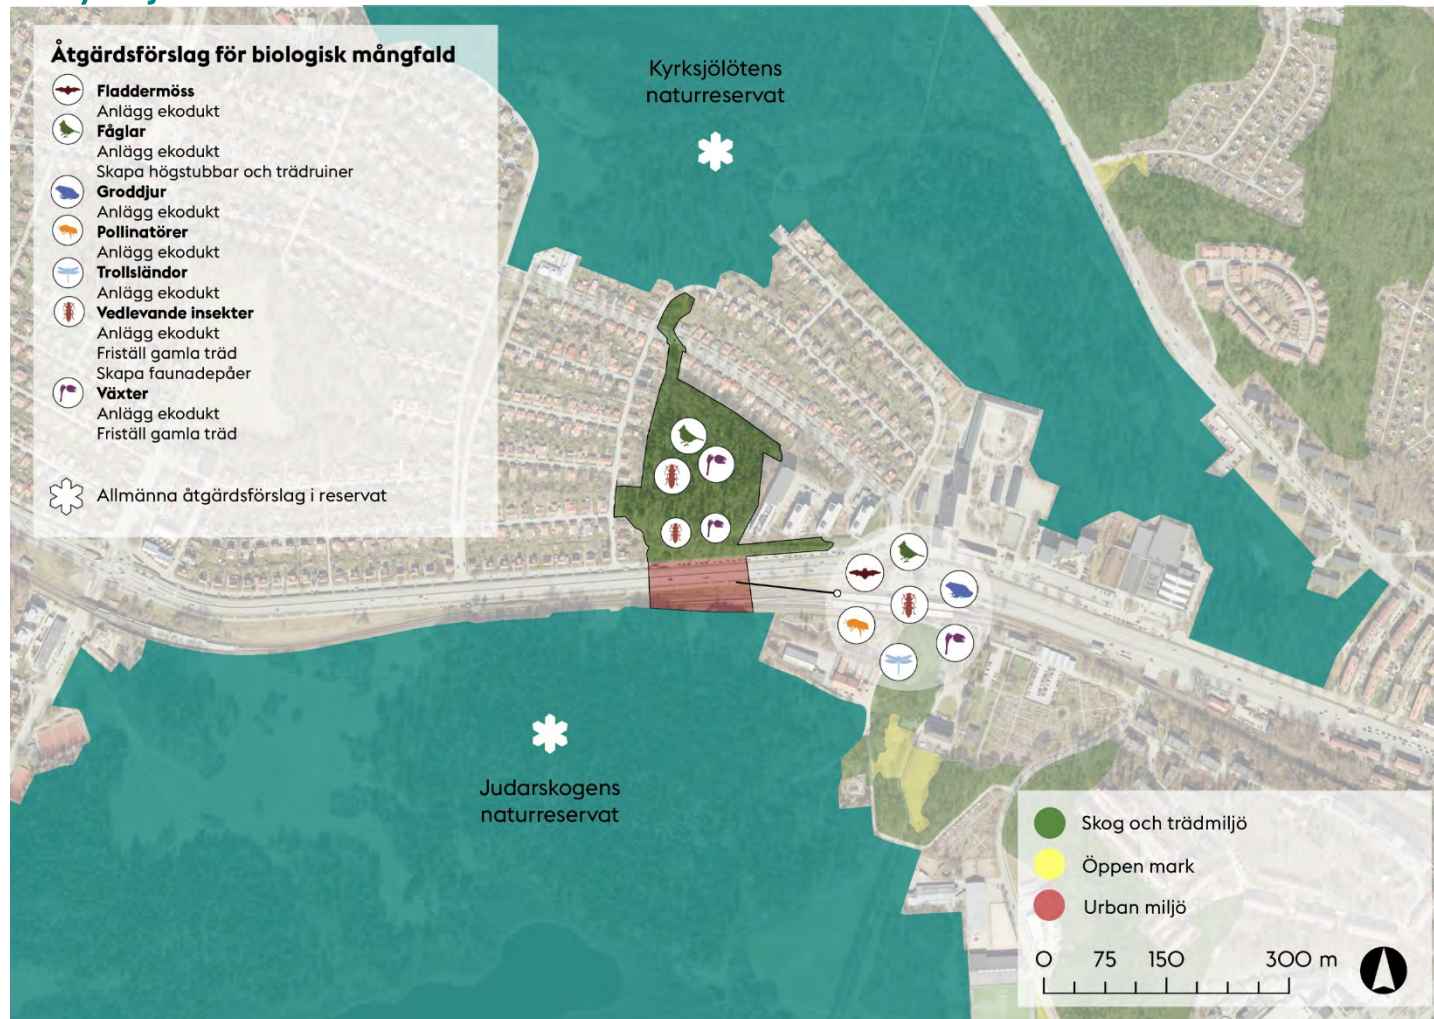 Åtgärdsförslag för biologisk mångfald
Fladdermöss
Anlägg ekodukt
Fåglar
Anlägg ekodukt
Skapa högstubbar och trädruiner
Groddjur
Anlägg ekodukt
Pollinatörer
Anlägg ekodukt
Trollsländor
Anlägg ekodukt
Vedlevande insekter
Anlägg ekodukt
Friställ gamla träd
Skapa faunadepåer
Växter
Anlägg ekodukt
Friställ gamla träd
Allmänna åtgärdsförslag i reservat
Kyrksjölötens
naturreservat
Judarskogens
naturreservat
Skog och trädmiljö
Öppen mark
Urban miljö
0 75 150 300 m